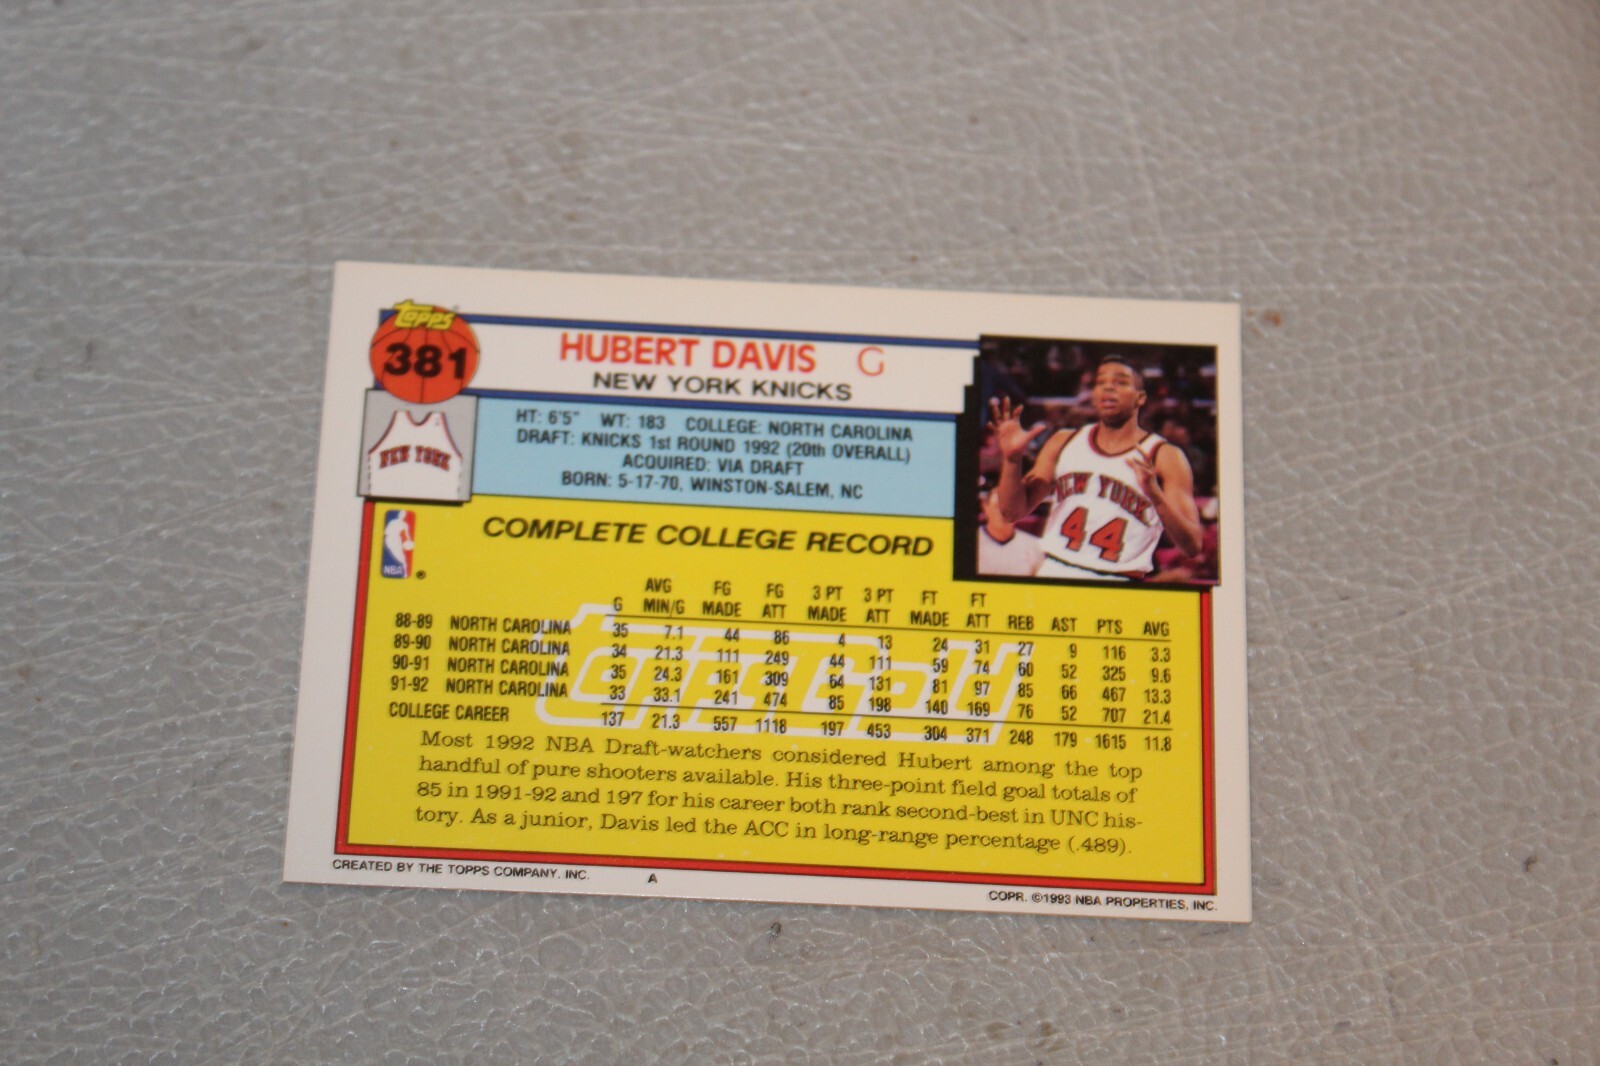 Topps
381
HUBERT DAVIS G
NEW YORK KNICKS
NEW YORK
HT: 6'5" WT: 183 COLLEGE: NORTH CAROLINA
DRAFT: KNICKS 1st ROUND 1992 (20th OVERALL)
ACQUIRED: VIA DRAFT
BORN: 5-17-70, WINSTON-SALEM, NC
NEW YORK
44
NBA ®
COMPLETE COLLEGE RECORD
G AVG MIN/G FG MADE FG ATT 3 PT MADE 3 PT ATT FT MADE FT ATT REB AST PTS AVG
88-89 NORTH CAROLINA 35 7.1 44 86 4 13 24 31 27 9 116 3.3
89-90 NORTH CAROLINA 34 21.3 111 249 44 111 59 74 60 52 325 9.6
90-91 NORTH CAROLINA 35 24.3 161 309 64 131 81 97 85 66 467 13.3
91-92 NORTH CAROLINA 33 33.1 241 474 85 198 140 169 76 52 707 21.4
COLLEGE CAREER 137 21.3 557 1118 197 453 304 371 248 179 1615 11.8
Topps Gold
Most 1992 NBA Draft-watchers considered Hubert among the top
handful of pure shooters available. His three-point field goal totals of
85 in 1991-92 and 197 for his career both rank second-best in UNC his-
tory. As a junior, Davis led the ACC in long-range percentage (.489).
CREATED BY THE TOPPS COMPANY, INC. A COPR. ©1993 NBA PROPERTIES, INC.